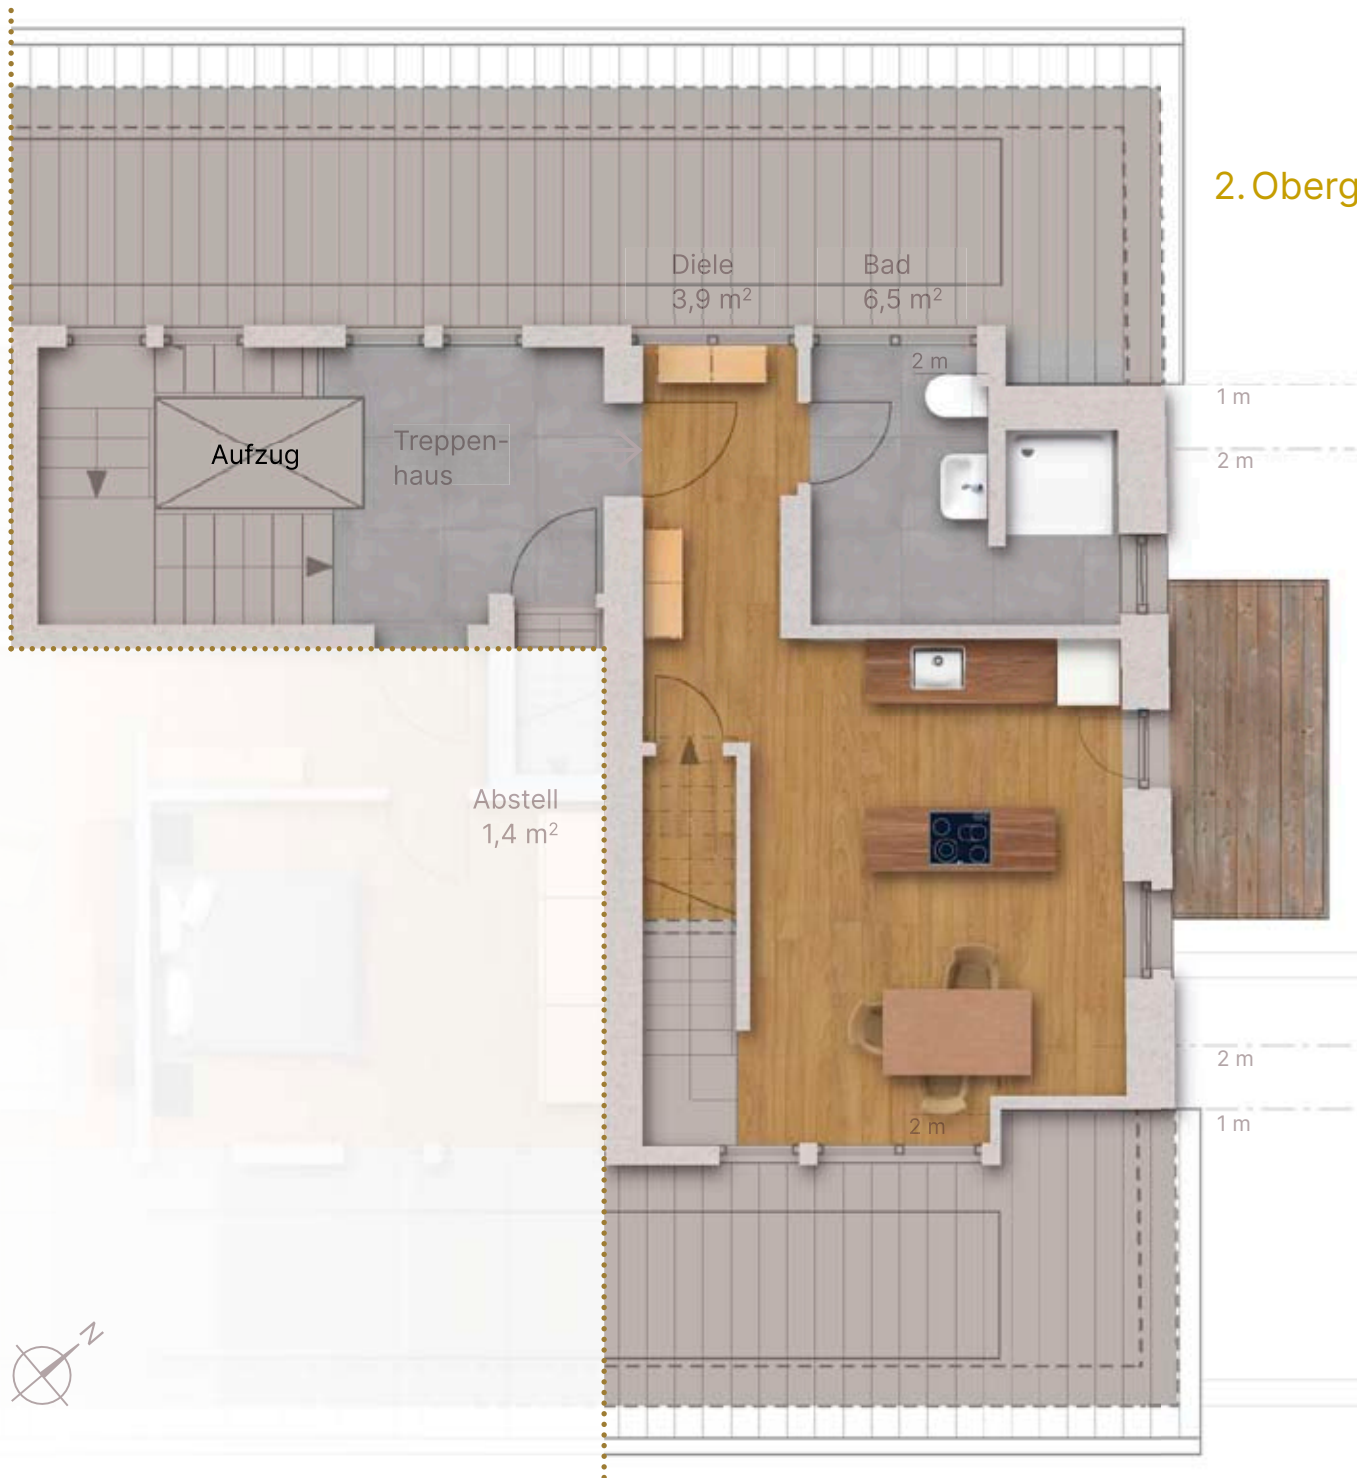 2. Oberg
Diele
3,9 m²
Bad
6,5 m²
2 m
1 m
2 m
Aufzug
Treppen-
haus
Abstell
1,4 m²
2 m
2 m
1 m
N